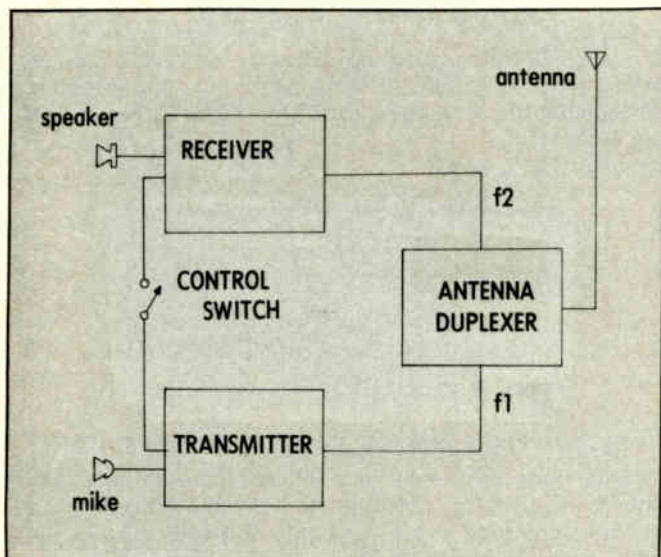 antenna
speaker
RECEIVER
f2
CONTROL
SWITCH
ANTENNA
DUPLEXER
f1
TRANSMITTER
mike